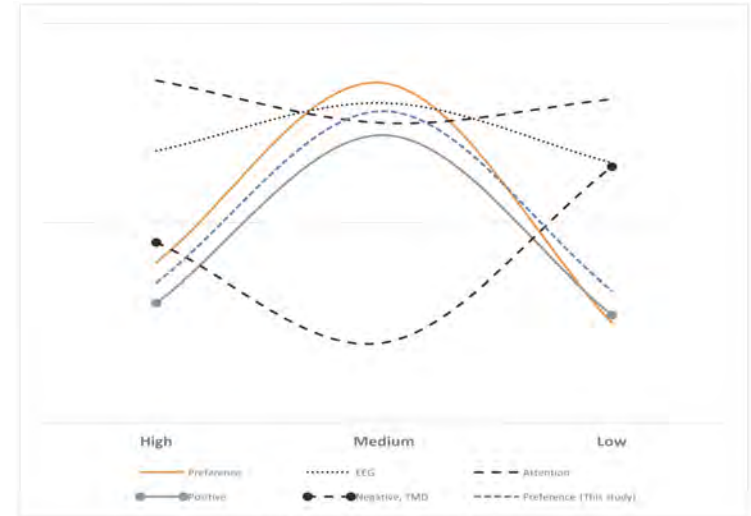 High Medium Low
Preference EEG Attention
Positive Negative, TMD Preference (This study)